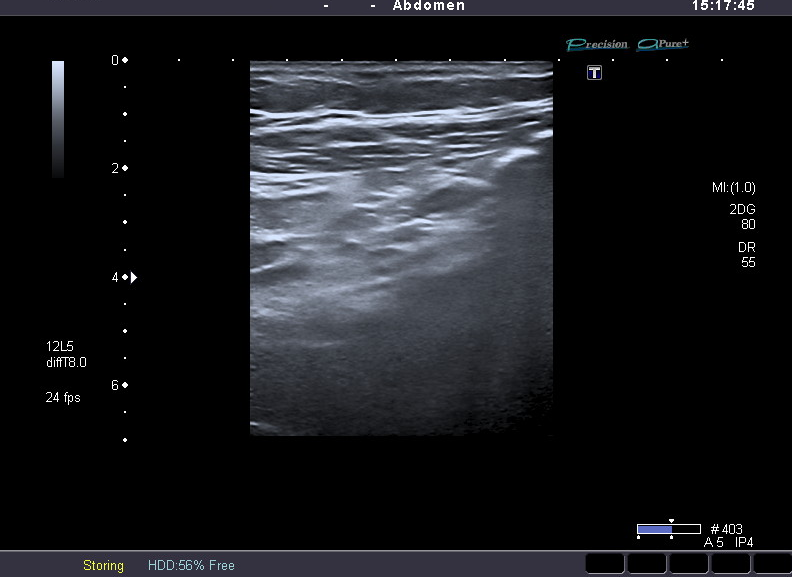 - - Abdomen 15:17:45
Precision APure+
T
0
2
4
6
MI:(1.0)
2DG
80
DR
55
12L5
diffT8.0
24 fps
#403
A 5 IP4
Storing HDD:56% Free